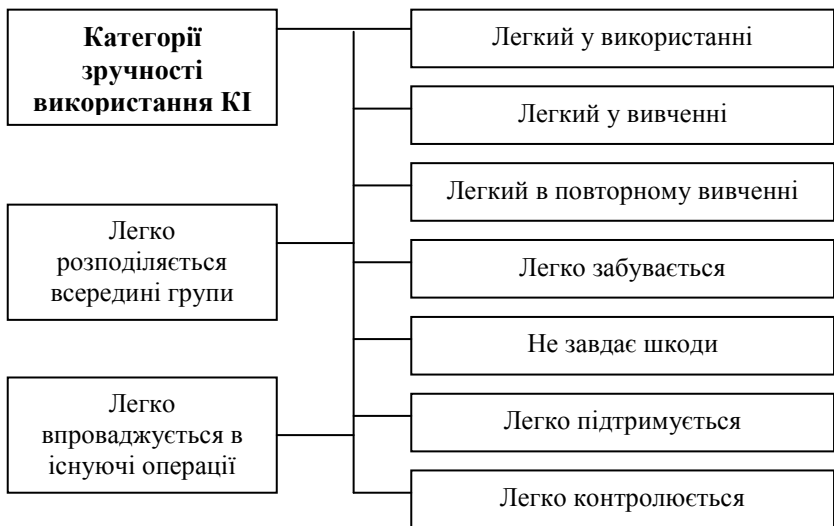 Категорії
зручності
використання КІ
Легкий у використанні
Легкий у вивченні
Легкий в повторному вивченні
Легко
розподіляється
всередині групи
Легко забувається
Не завдає шкоди
Легко
впроваджується в
існуючі операції
Легко підтримується
Легко контролюється